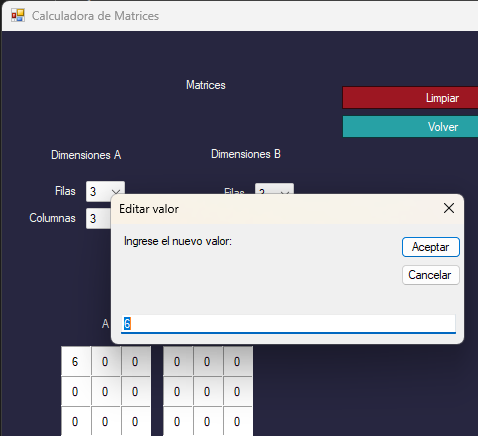 Calculadora de Matrices
Matrices
Limpiar
Volver
Dimensiones A
Dimensiones B
Filas 3
Filas
Columnas 3
Editar valor
Ingrese el nuevo valor:
Aceptar
Cancelar
6
A
6 0 0 0 0 0
0 0 0 0 0 0
0 0 0 0 0 0